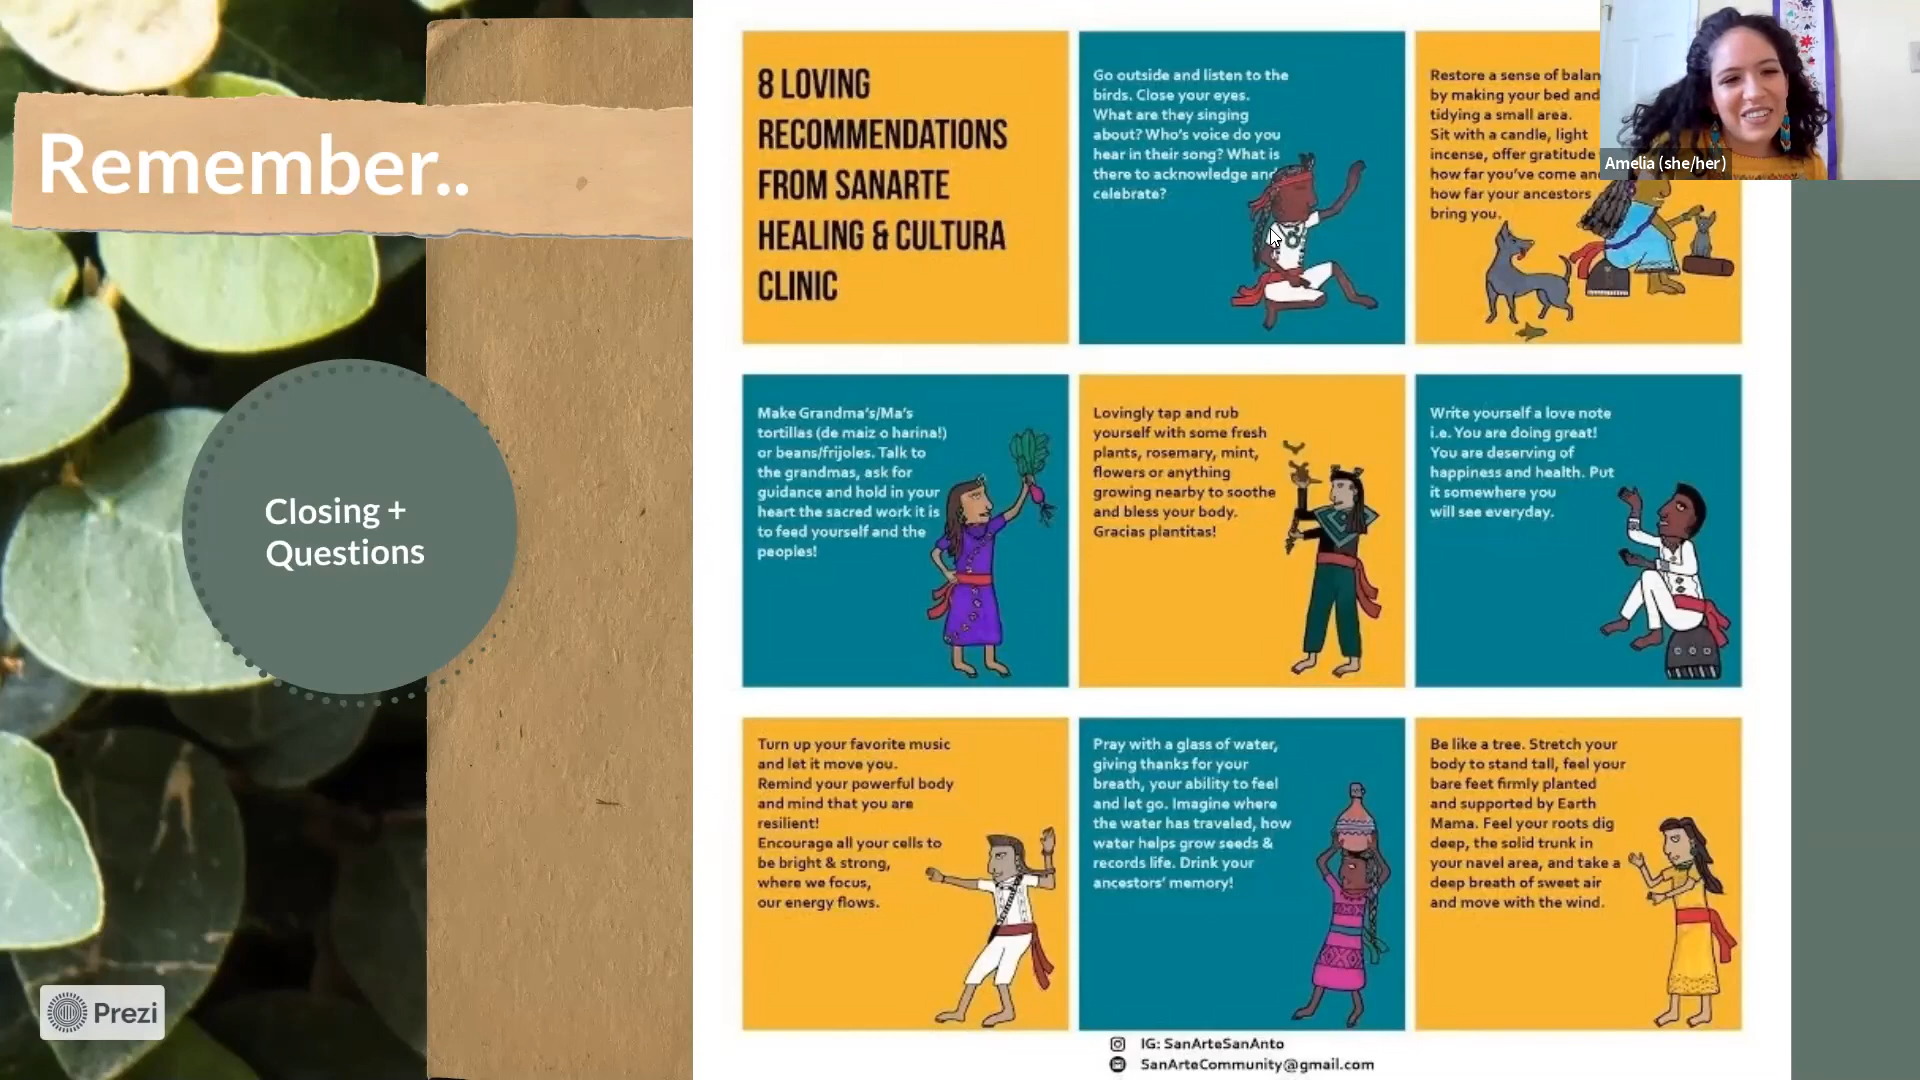 Remember..
Closing +
Questions
Prezi
8 LOVING
RECOMMENDATIONS
FROM SANARTE
HEALING & CULTURA
CLINIC
Go outside and listen to the
birds. Close your eyes.
What are they singing
about? Who's voice do you
hear in their song? What is
there to acknowledge and
celebrate?
Restore a sense of
by making your bed and
tidying a small area.
Sit with a candle, light
incense, offer gratitude
how far you've come
how far your ancestors
bring you.
Amelia (she/her)
Make Grandma's/Ma's
tortillas (de maiz o harina!)
or beans/frijoles. Talk to
the grandmas, ask for
guidance and hold in your
heart the sacred work it is
to feed yourself and the
peoples!
Lovingly tap and rub
yourself with some fresh
plants, rosemary, mint,
flowers or anything
growing nearby to soothe
and bless your body.
Gracias plantitas!
Write yourself a love note
i.e. You are doing great!
You are deserving of
happiness and health. Put
it somewhere you
will see everyday.
Turn up your favorite music
and let it move you.
Remind your powerful body
and mind that you are
resilient!
Encourage all your cells to
be bright & strong,
where we focus,
our energy flows.
Pray with a glass of water,
giving thanks for your
breath, your ability to feel
and let go. Imagine where
the water has traveled, how
water helps grow seeds &
records life. Drink your
ancestors' memory!
Be like a tree. Stretch your
body to stand tall, feel your
bare feet firmly planted
and supported by Earth
Mama. Feel your roots dig
deep, the solid trunk in
your navel area, and take a
deep breath of sweet air
and move with the wind.
IG: SanArteSanAnto
SanArteCommunity@gmail.com